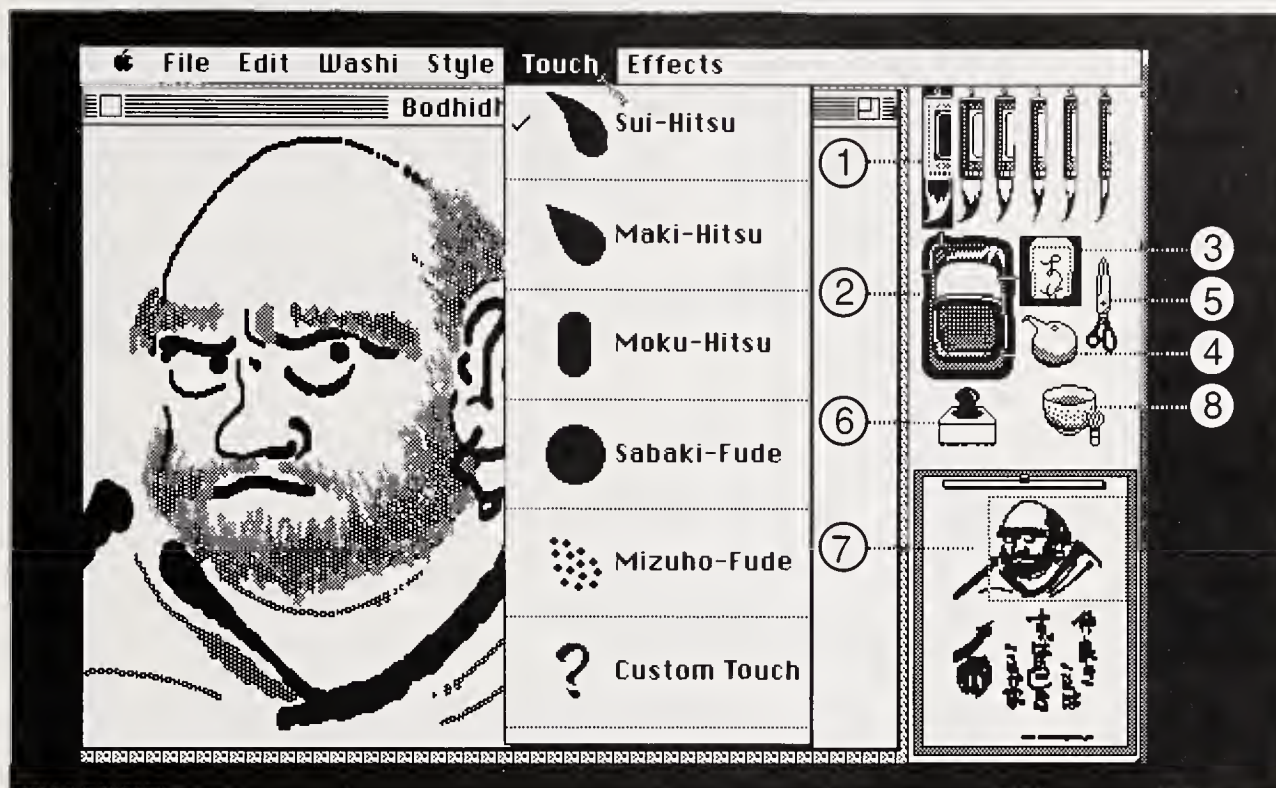 File Edit Washi Style Touch Effects
Bodhidh
Sui-Hitsu
Maki-Hitsu
Moku-Hitsu
Sabaki-Fude
Mizuho-Fude
? Custom Touch
1
2
3
4
5
6
7
8